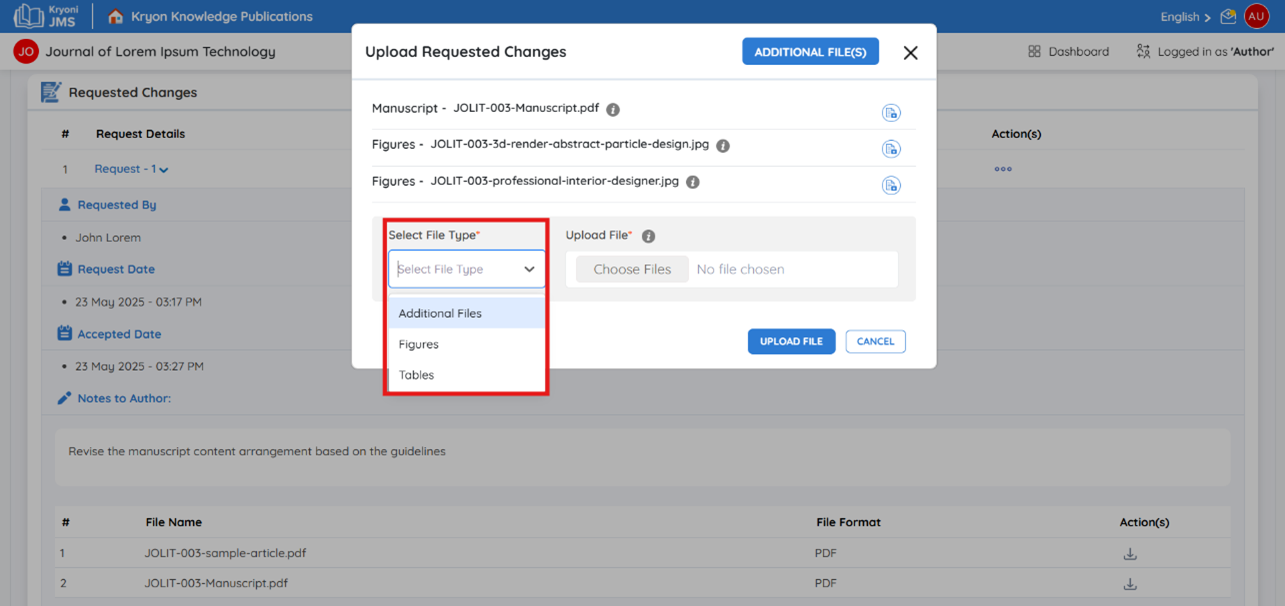 Kryoni JMS
Kryon Knowledge Publications
English
AU
JO Journal of Lorem Ipsum Technology
Dashboard
Logged in as 'Author'
Requested Changes
# Request Details Action(s)
1 Request - 1
Requested By
John Lorem
Request Date
23 May 2025 - 03:17 PM
Accepted Date
23 May 2025 - 03:27 PM
Notes to Author:
Revise the manuscript content arrangement based on the guidelines
# File Name File Format Action(s)
1 JOLIT-003-sample-article.pdf PDF
2 JOLIT-003-Manuscript.pdf PDF
Upload Requested Changes
ADDITIONAL FILE(S)
Manuscript - JOLIT-003-Manuscript.pdf
Figures - JOLIT-003-3d-render-abstract-particle-design.jpg
Figures - JOLIT-003-professional-interior-designer.jpg
Select File Type*
Select File Type
Additional Files
Figures
Tables
Upload File*
Choose Files No file chosen
UPLOAD FILE
CANCEL